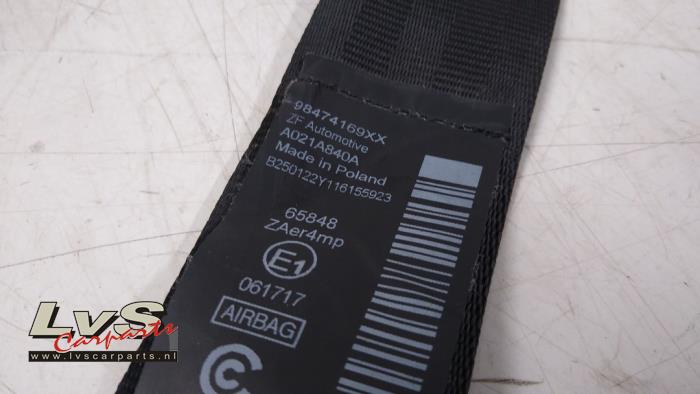 98474169XX
ZF Automotive
A021A840A
Made in Poland
B250122Y116155923
65848
ZAer4mp
E1
061717
AIRBAG
LvS
Carparts
www.lvscarparts.nl